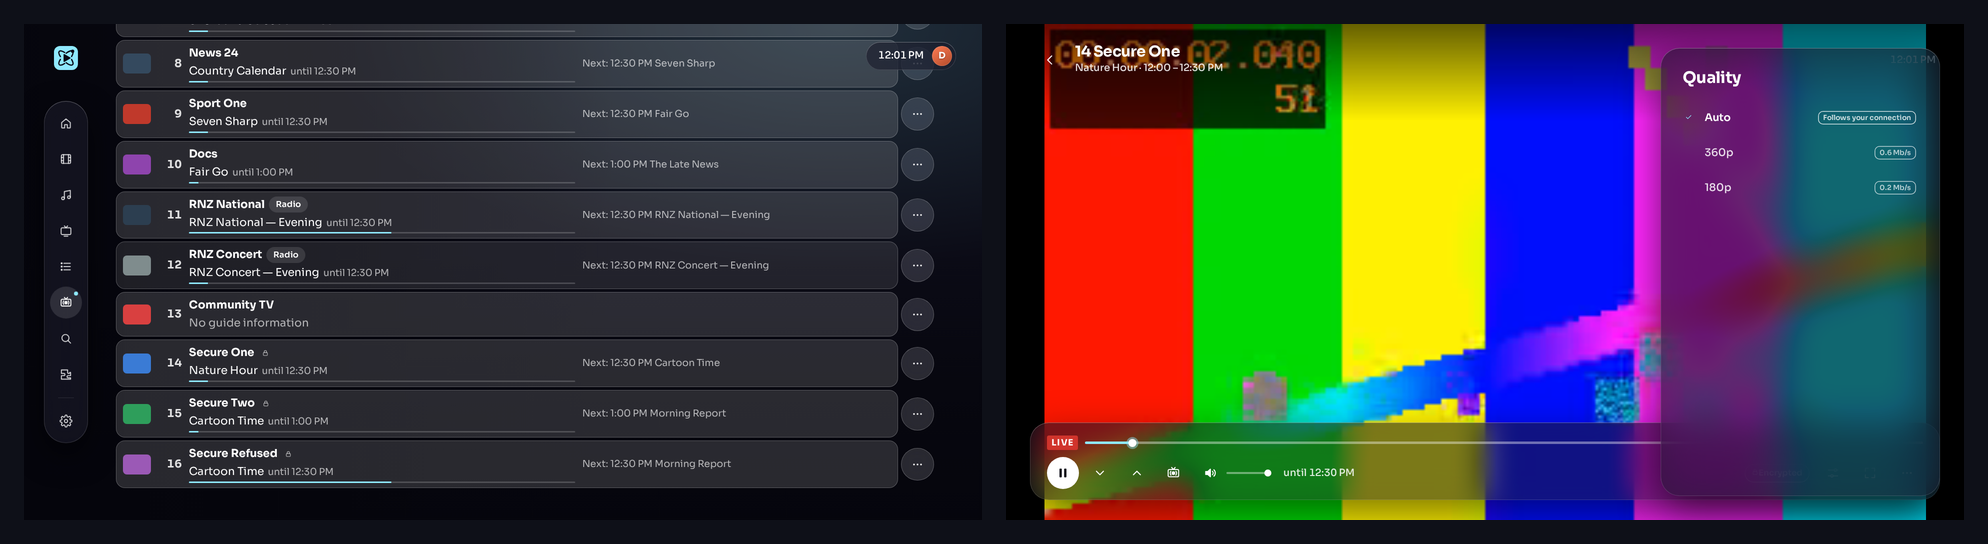 8
News 24
Country Calendar until 12:30 PM
Next: 12:30 PM Seven Sharp
12:01 PM
D
9
Sport One
Seven Sharp until 12:30 PM
Next: 12:30 PM Fair Go
10
Docs
Fair Go until 1:00 PM
Next: 1:00 PM The Late News
11
RNZ National Radio
RNZ National — Evening until 12:30 PM
Next: 12:30 PM RNZ National — Evening
12
RNZ Concert Radio
RNZ Concert — Evening until 12:30 PM
Next: 12:30 PM RNZ Concert — Evening
13
Community TV
No guide information
14
Secure One
Nature Hour until 12:30 PM
Next: 12:30 PM Cartoon Time
15
Secure Two
Cartoon Time until 1:00 PM
Next: 1:00 PM Morning Report
16
Secure Refused
Cartoon Time until 12:30 PM
Next: 12:30 PM Morning Report
00:00:02.040
14 Secure One
Nature Hour · 12:00 – 12:30 PM
51
12:01 PM
Quality
Auto
Follows your connection
360p
0.6 Mb/s
180p
0.2 Mb/s
LIVE
until 12:30 PM